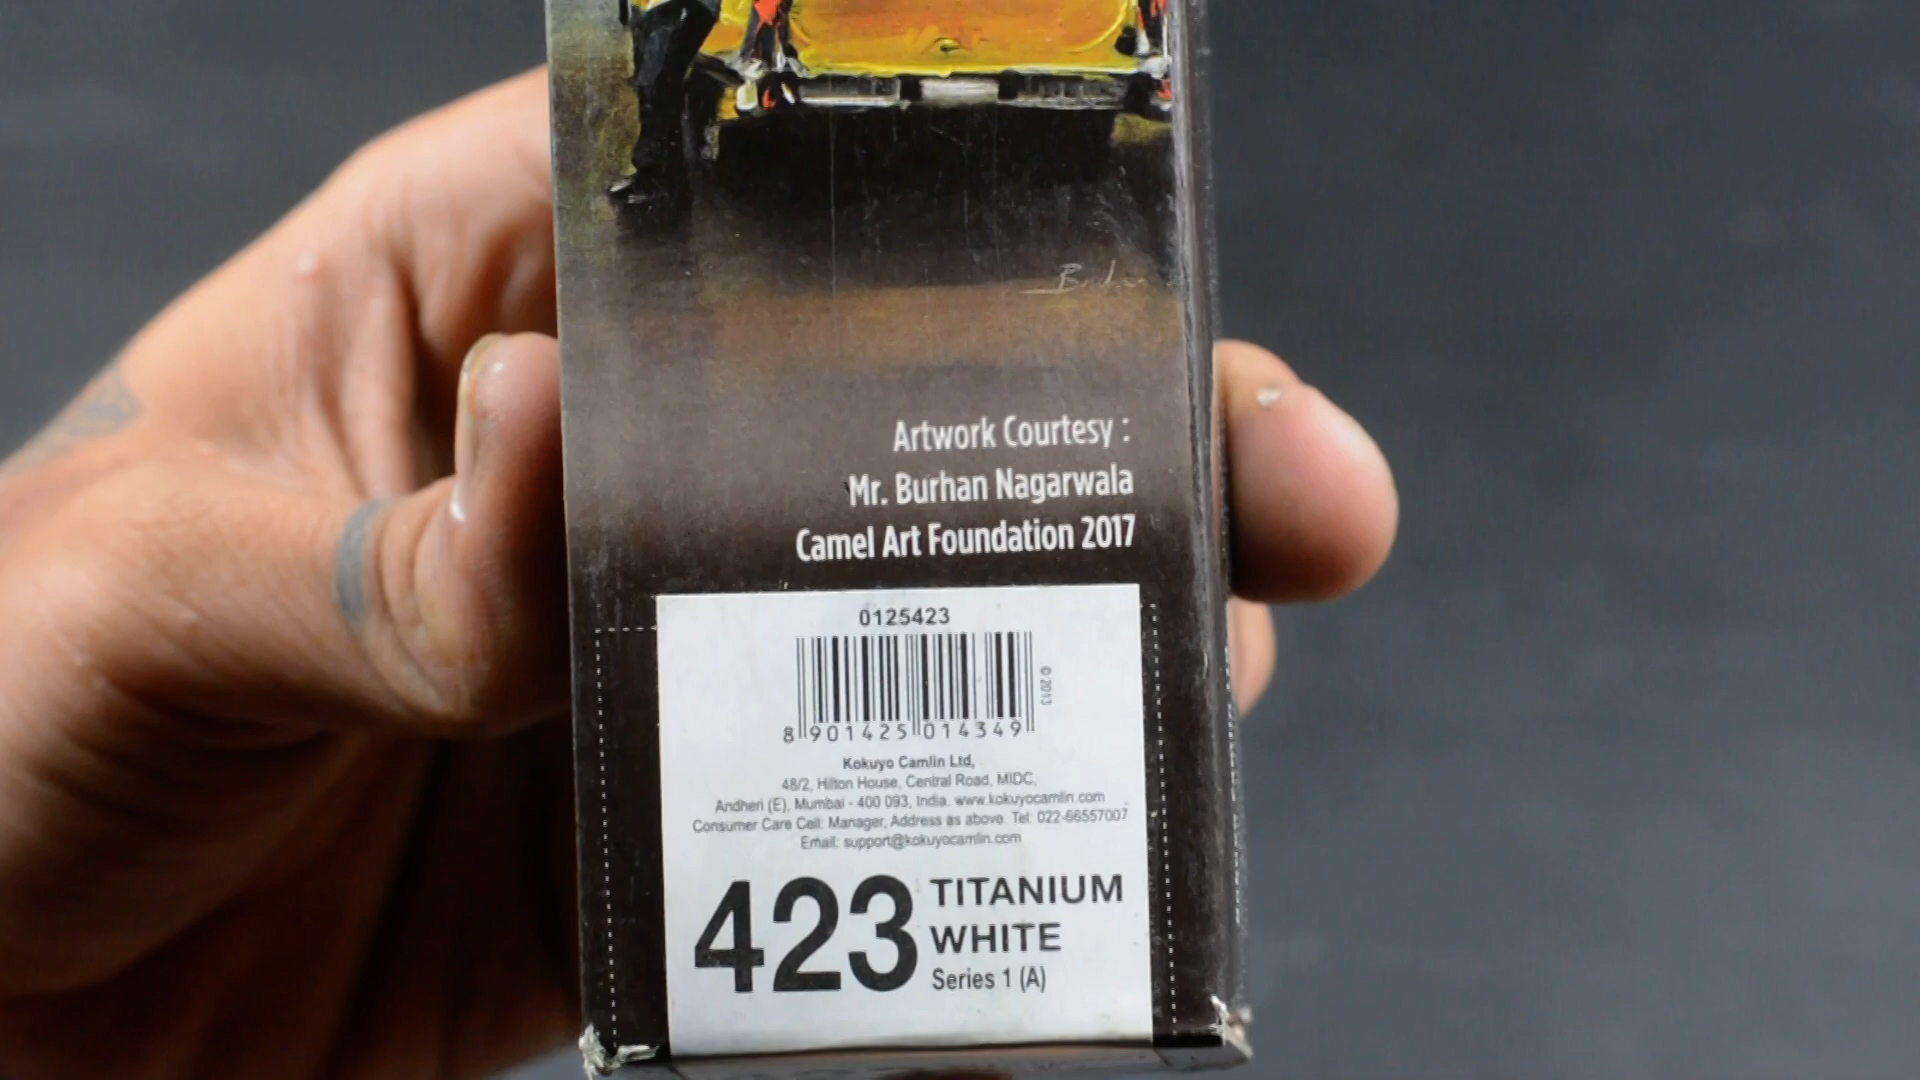 Artwork Courtesy :
Mr. Burhan Nagarwala
Camel Art Foundation 2017
0125423
© 2013
8 901425 014349
Kokuyo Camlin Ltd,
48/2, Hilton House, Central Road, MIDC,
Andheri (E), Mumbai - 400 093, India. www.kokuyocamlin.com
Consumer Care Cell: Manager, Address as above. Tel: 022-66557007
Email: support@kokuyocamlin.com
423 TITANIUM
WHITE
Series 1 (A)